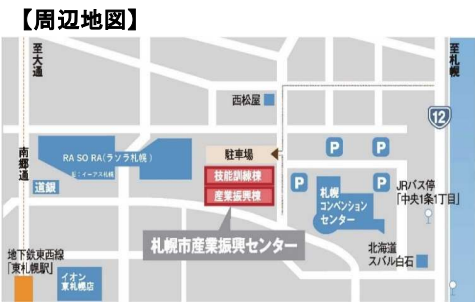 【周辺地図】
至大通
至札幌
西松屋
12
南郷通
RA SO RA(ラソラ札幌)
旧:イーアス札幌
道銀
駐車場
技能訓練棟
産業振興棟
P
P
P
P
札幌
コンベンション
センター
JRバス停
「中央1条1丁目」
札幌市産業振興センター
地下鉄東西線
「東札幌駅」
イオン
東札幌店
北海道
スバル白石